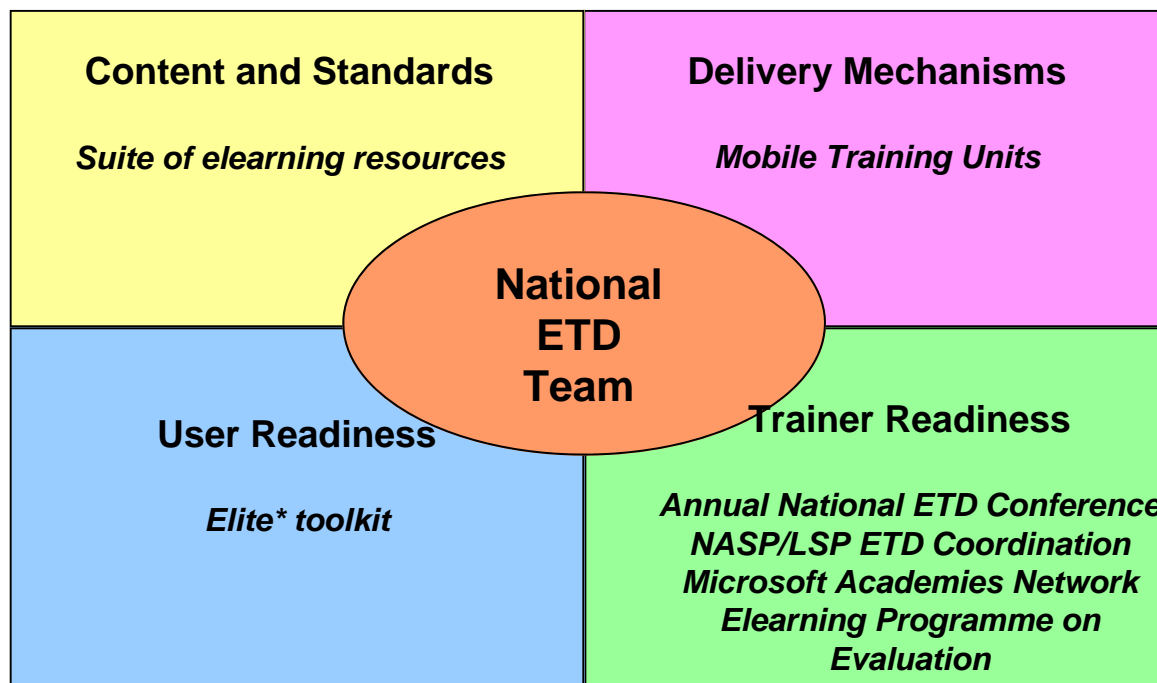 Content and Standards
Suite of elearning resources
Delivery Mechanisms
Mobile Training Units
National
ETD
Team
User Readiness
Elite* toolkit
Trainer Readiness
Annual National ETD Conference
NASP/LSP ETD Coordination
Microsoft Academies Network
Elearning Programme on
Evaluation